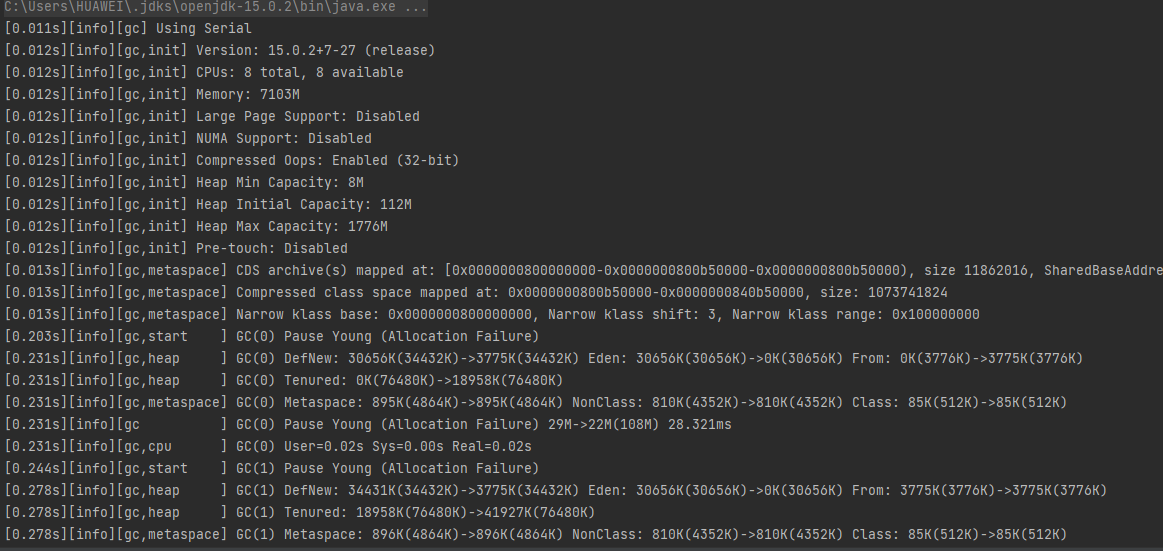 C:\Users\HUAWEI\.jdks\openjdk-15.0.2\bin\java.exe ...
[0.011s][info][gc] Using Serial
[0.012s][info][gc,init] Version: 15.0.2+7-27 (release)
[0.012s][info][gc,init] CPUs: 8 total, 8 available
[0.012s][info][gc,init] Memory: 7103M
[0.012s][info][gc,init] Large Page Support: Disabled
[0.012s][info][gc,init] NUMA Support: Disabled
[0.012s][info][gc,init] Compressed Oops: Enabled (32-bit)
[0.012s][info][gc,init] Heap Min Capacity: 8M
[0.012s][info][gc,init] Heap Initial Capacity: 112M
[0.012s][info][gc,init] Heap Max Capacity: 1776M
[0.012s][info][gc,init] Pre-touch: Disabled
[0.013s][info][gc,metaspace] CDS archive(s) mapped at: [0x0000000800000000-0x0000000800b50000-0x0000000800b50000), size 11862016, SharedBaseAddre
[0.013s][info][gc,metaspace] Compressed class space mapped at: 0x0000000800b50000-0x0000000840b50000, size: 1073741824
[0.013s][info][gc,metaspace] Narrow klass base: 0x0000000800000000, Narrow klass shift: 3, Narrow klass range: 0x100000000
[0.203s][info][gc,start    ] GC(0) Pause Young (Allocation Failure)
[0.231s][info][gc,heap     ] GC(0) DefNew: 30656K(34432K)->3775K(34432K) Eden: 30656K(30656K)->0K(30656K) From: 0K(3776K)->3775K(3776K)
[0.231s][info][gc,heap     ] GC(0) Tenured: 0K(76480K)->18958K(76480K)
[0.231s][info][gc,metaspace] GC(0) Metaspace: 895K(4864K)->895K(4864K) NonClass: 810K(4352K)->810K(4352K) Class: 85K(512K)->85K(512K)
[0.231s][info][gc          ] GC(0) Pause Young (Allocation Failure) 29M->22M(108M) 28.321ms
[0.231s][info][gc,cpu      ] GC(0) User=0.02s Sys=0.00s Real=0.02s
[0.244s][info][gc,start    ] GC(1) Pause Young (Allocation Failure)
[0.278s][info][gc,heap     ] GC(1) DefNew: 34431K(34432K)->3775K(34432K) Eden: 30656K(30656K)->0K(30656K) From: 3775K(3776K)->3775K(3776K)
[0.278s][info][gc,heap     ] GC(1) Tenured: 18958K(76480K)->41927K(76480K)
[0.278s][info][gc,metaspace] GC(1) Metaspace: 896K(4864K)->896K(4864K) NonClass: 810K(4352K)->810K(4352K) Class: 85K(512K)->85K(512K)